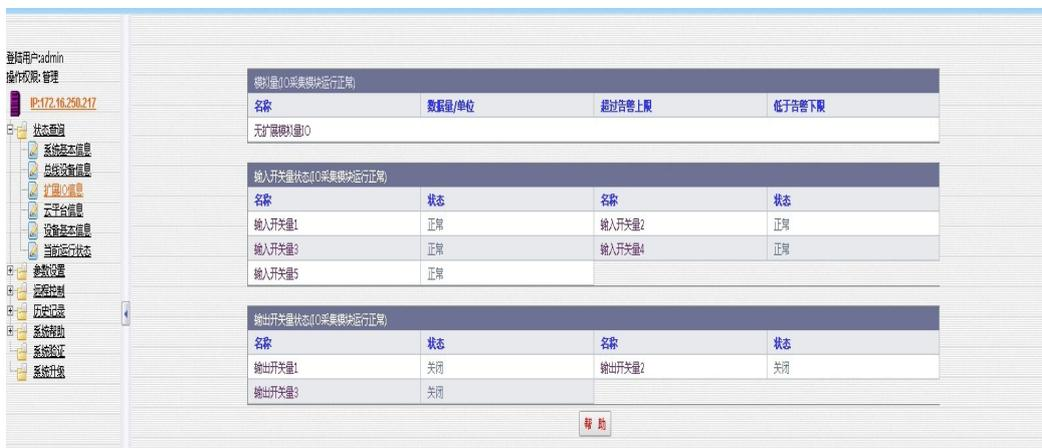 登陆用户:admin
操作权限: 管理
IP:172.16.250.217
状态查询
系统基本信息
总线设备信息
扩展IO信息
云平台信息
设备基本信息
当前运行状态
参数设置
远程控制
历史记录
系统帮助
系统验证
系统升级
模拟量(IO采集模块运行正常)
名称 数据量/单位 超过告警上限 低于告警下限
无扩展模拟量IO
输入开关量状态(IO采集模块运行正常)
名称 状态 名称 状态
输入开关量1 正常 输入开关量2 正常
输入开关量3 正常 输入开关量4 正常
输入开关量5 正常
输出开关量状态(IO采集模块运行正常)
名称 状态 名称 状态
输出开关量1 关闭 输出开关量2 关闭
输出开关量3 关闭
帮 助